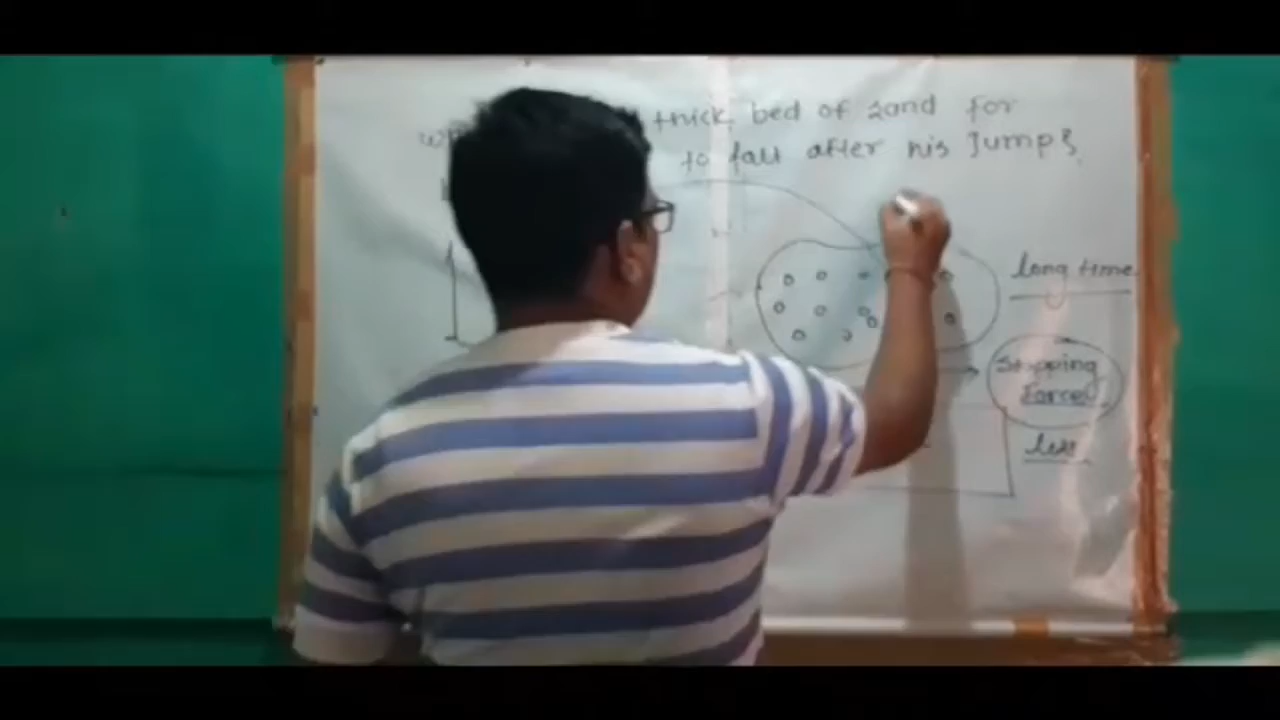 thick bed of sand for
to fall after his Jump?
long time
Stopping
Force
less